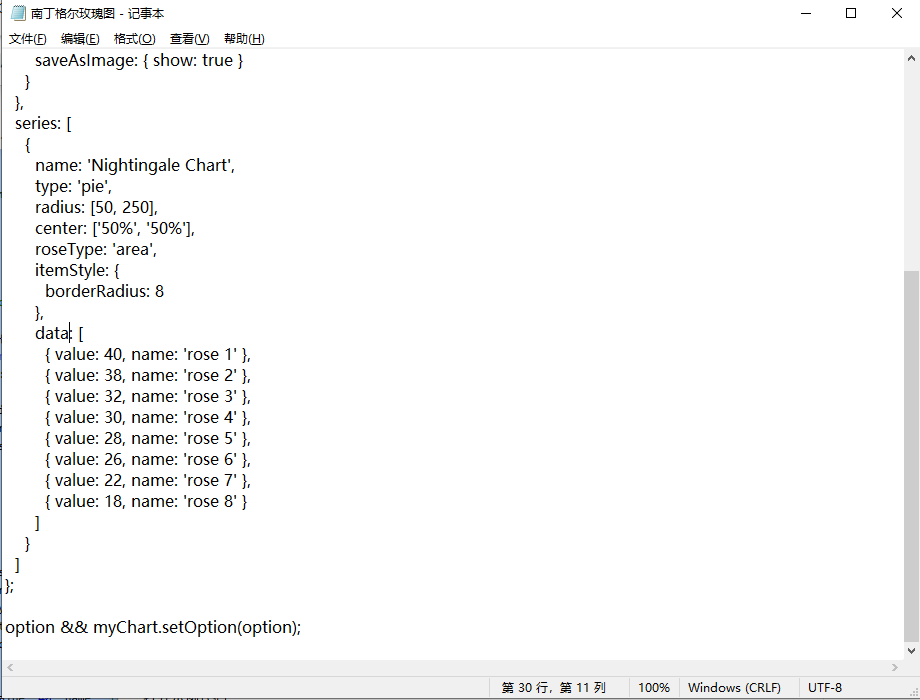 南丁格尔玫瑰图 - 记事本
文件(F) 编辑(E) 格式(O) 查看(V) 帮助(H)
saveAsImage: { show: true }
}
},
series: [
{
name: 'Nightingale Chart',
type: 'pie',
radius: [50, 250],
center: ['50%', '50%'],
roseType: 'area',
itemStyle: {
borderRadius: 8
},
data: [
{ value: 40, name: 'rose 1' },
{ value: 38, name: 'rose 2' },
{ value: 32, name: 'rose 3' },
{ value: 30, name: 'rose 4' },
{ value: 28, name: 'rose 5' },
{ value: 26, name: 'rose 6' },
{ value: 22, name: 'rose 7' },
{ value: 18, name: 'rose 8' }
]
}
]
};
option && myChart.setOption(option);
第 30 行，第 11 列 100% Windows (CRLF) UTF-8